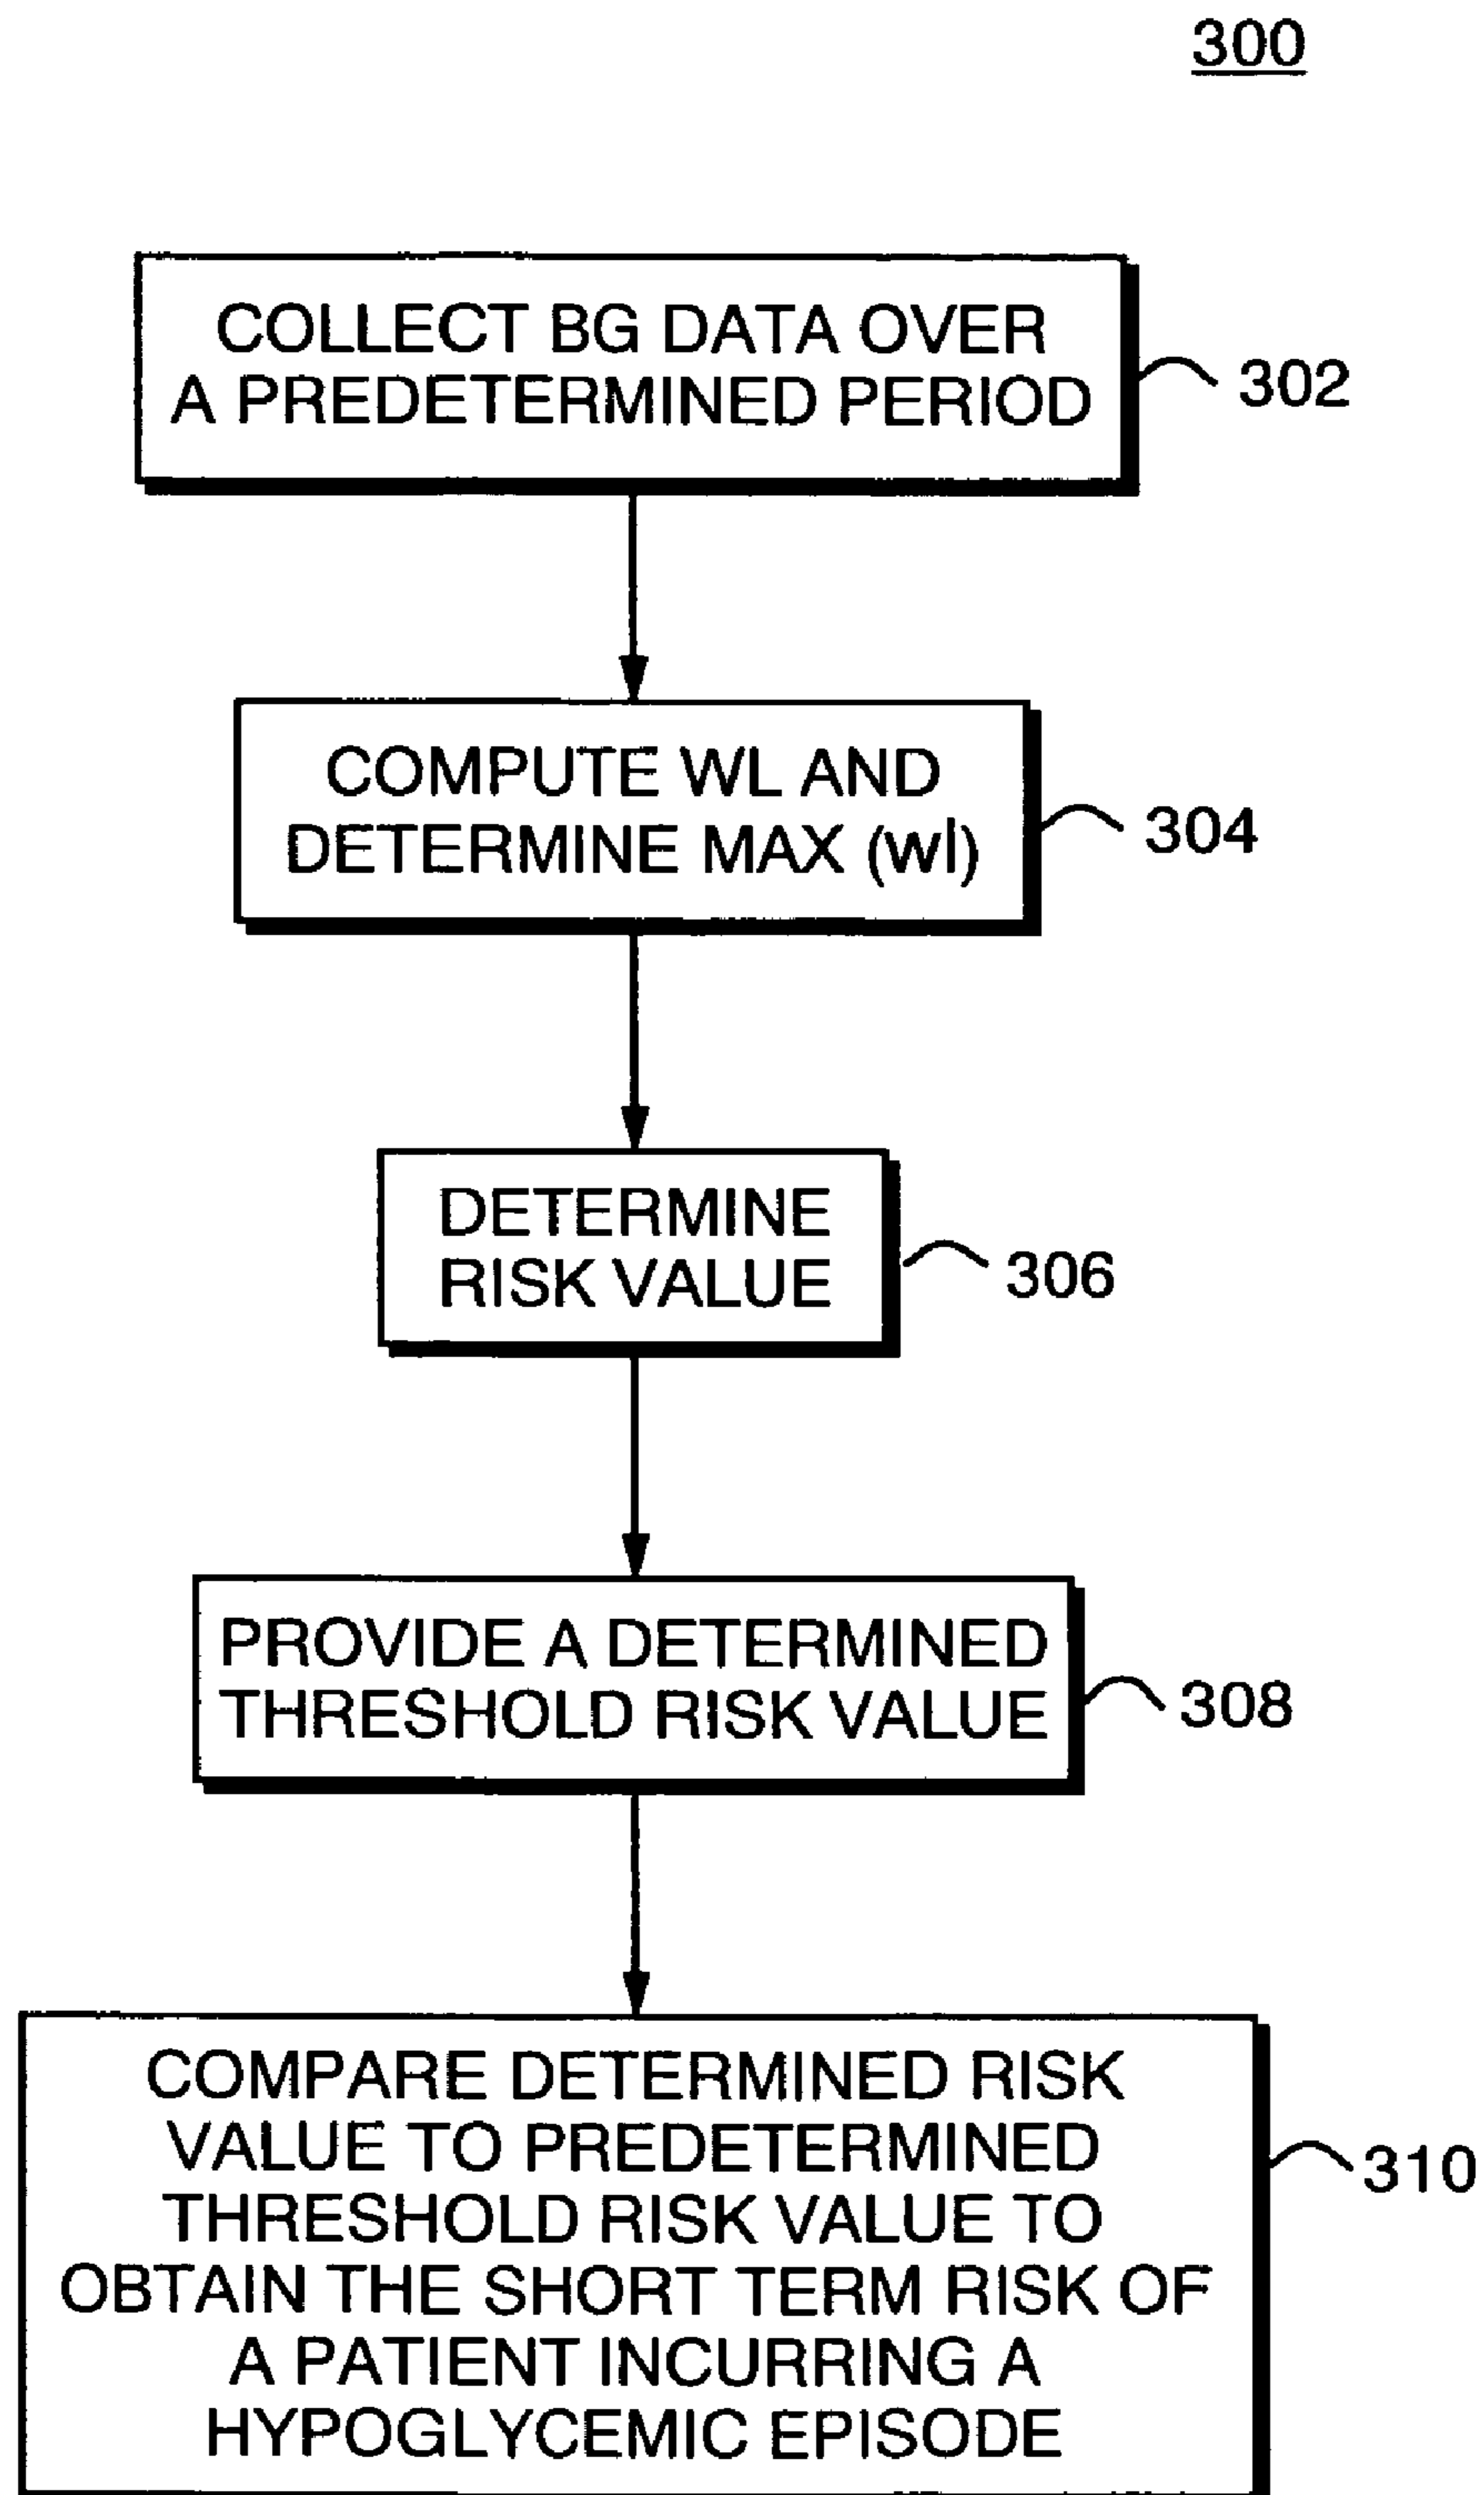 300
COLLECT BG DATA OVER
A PREDETERMINED PERIOD
302
COMPUTE WL AND
DETERMINE MAX (wl)
304
DETERMINE
RISK VALUE
306
PROVIDE A DETERMINED
THRESHOLD RISK VALUE
308
COMPARE DETERMINED RISK
VALUE TO PREDETERMINED
THRESHOLD RISK VALUE TO
OBTAIN THE SHORT TERM RISK OF
A PATIENT INCURRING A
HYPOGLYCEMIC EPISODE
310